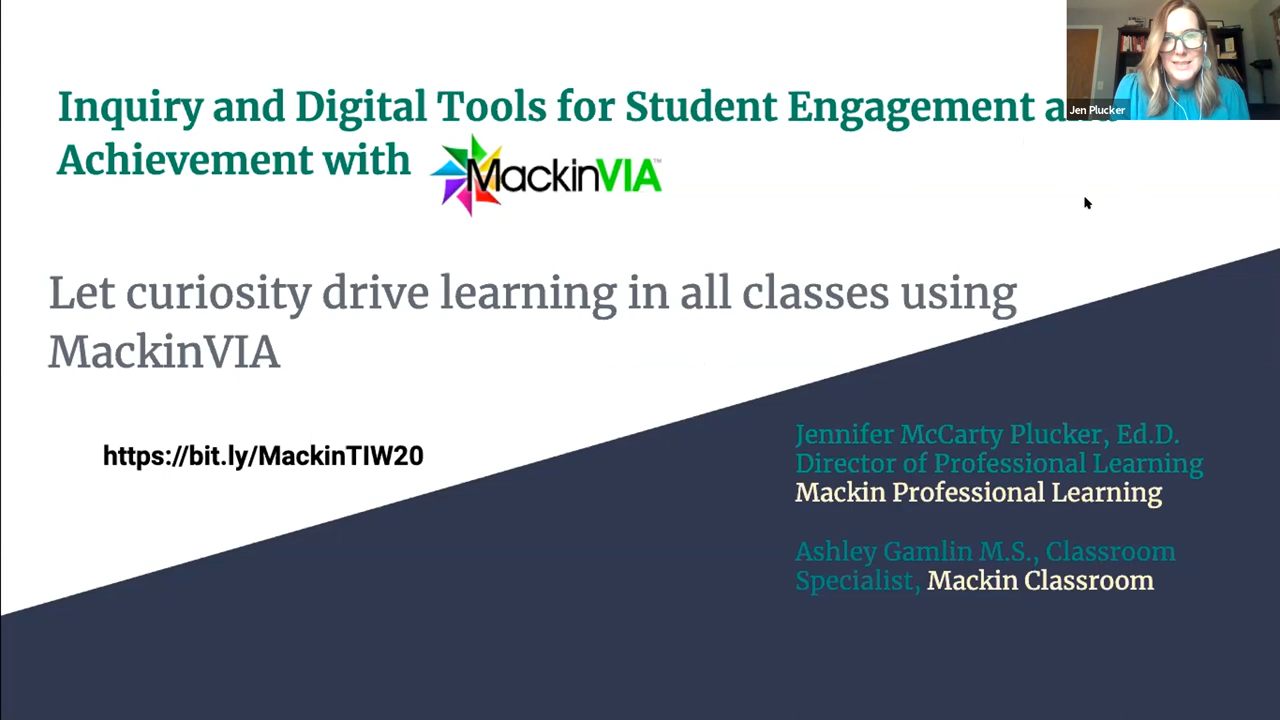 Jen Plucker
Inquiry and Digital Tools for Student Engagement and
Achievement with MackinVIA™
Let curiosity drive learning in all classes using
MackinVIA
https://bit.ly/MackinTIW20
Jennifer McCarty Plucker, Ed.D.
Director of Professional Learning
Mackin Professional Learning
Ashley Gamlin M.S., Classroom
Specialist, Mackin Classroom